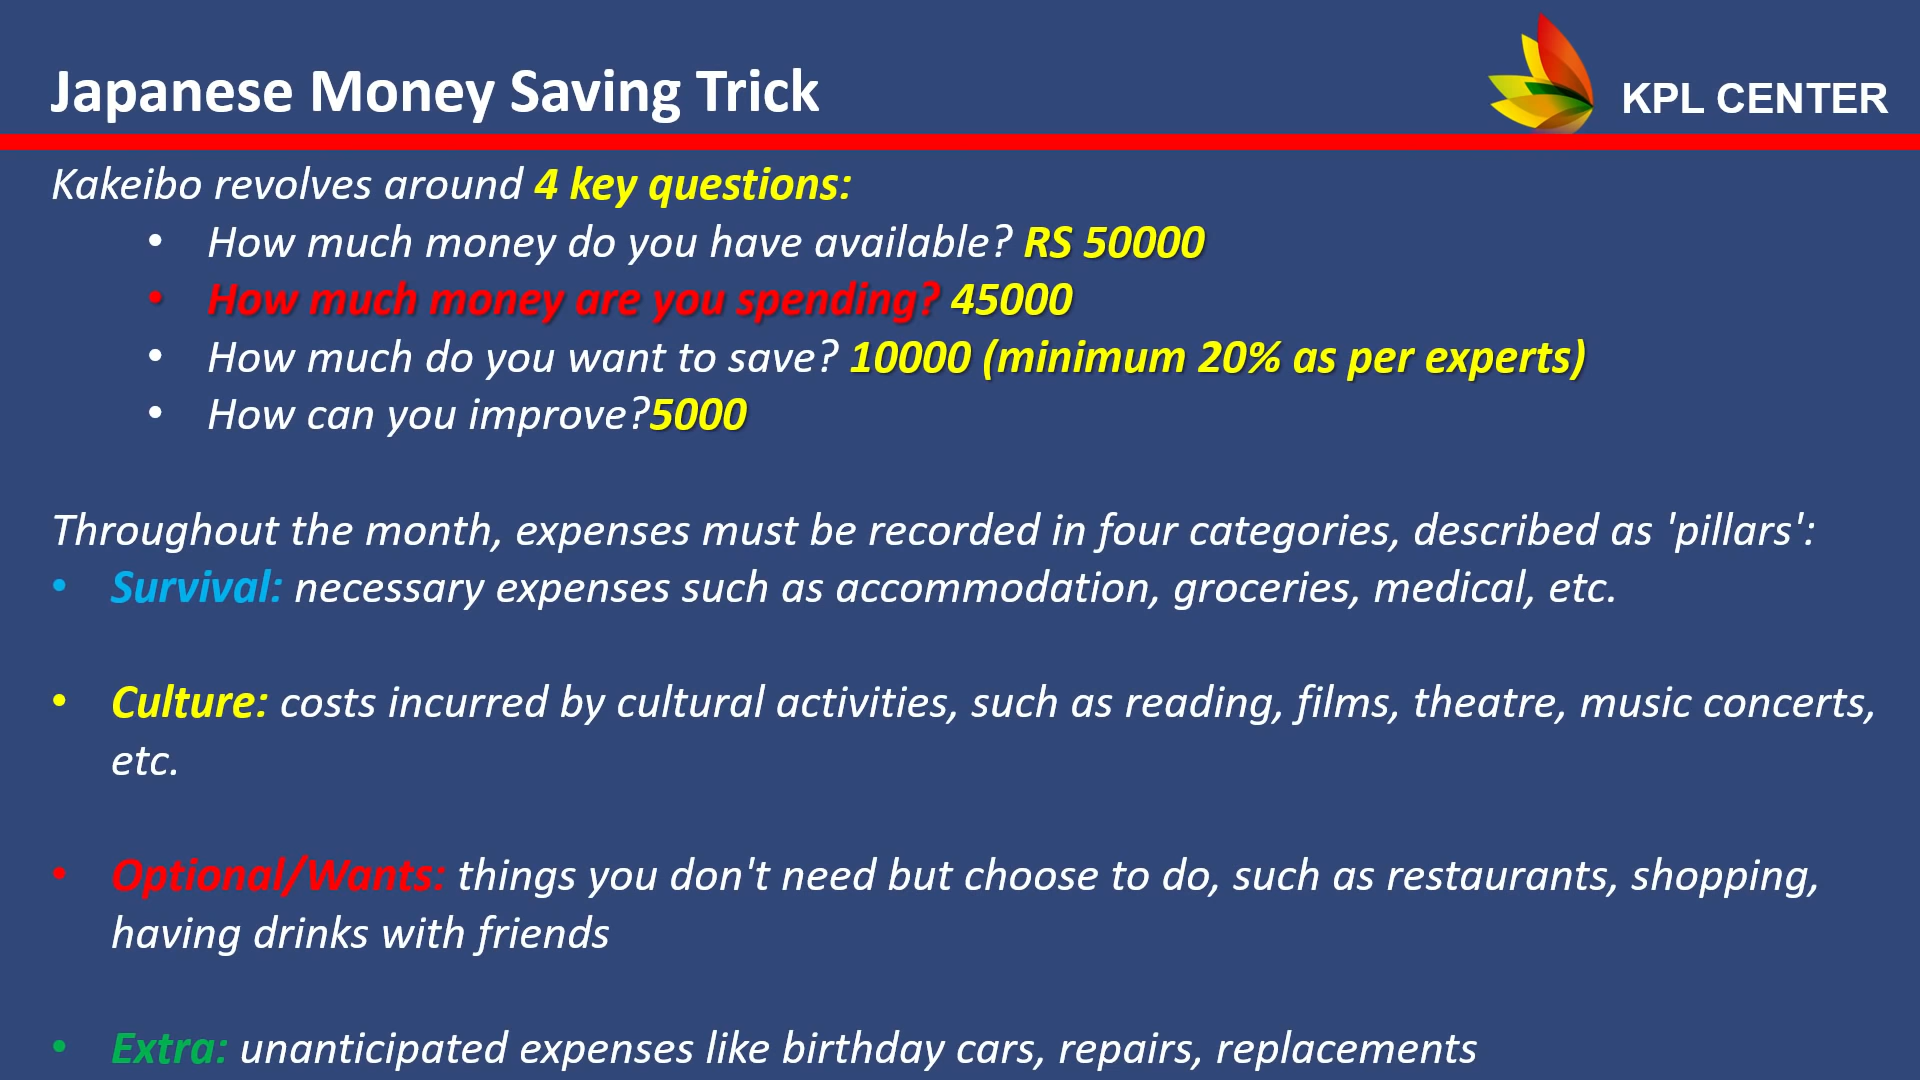 Japanese Money Saving Trick
KPL CENTER
Kakeibo revolves around 4 key questions:
• How much money do you have available? RS 50000
• How much money are you spending? 45000
• How much do you want to save? 10000 (minimum 20% as per experts)
• How can you improve?5000
Throughout the month, expenses must be recorded in four categories, described as 'pillars':
• Survival: necessary expenses such as accommodation, groceries, medical, etc.
• Culture: costs incurred by cultural activities, such as reading, films, theatre, music concerts,
etc.
• Optional/Wants: things you don't need but choose to do, such as restaurants, shopping,
having drinks with friends
• Extra: unanticipated expenses like birthday cars, repairs, replacements